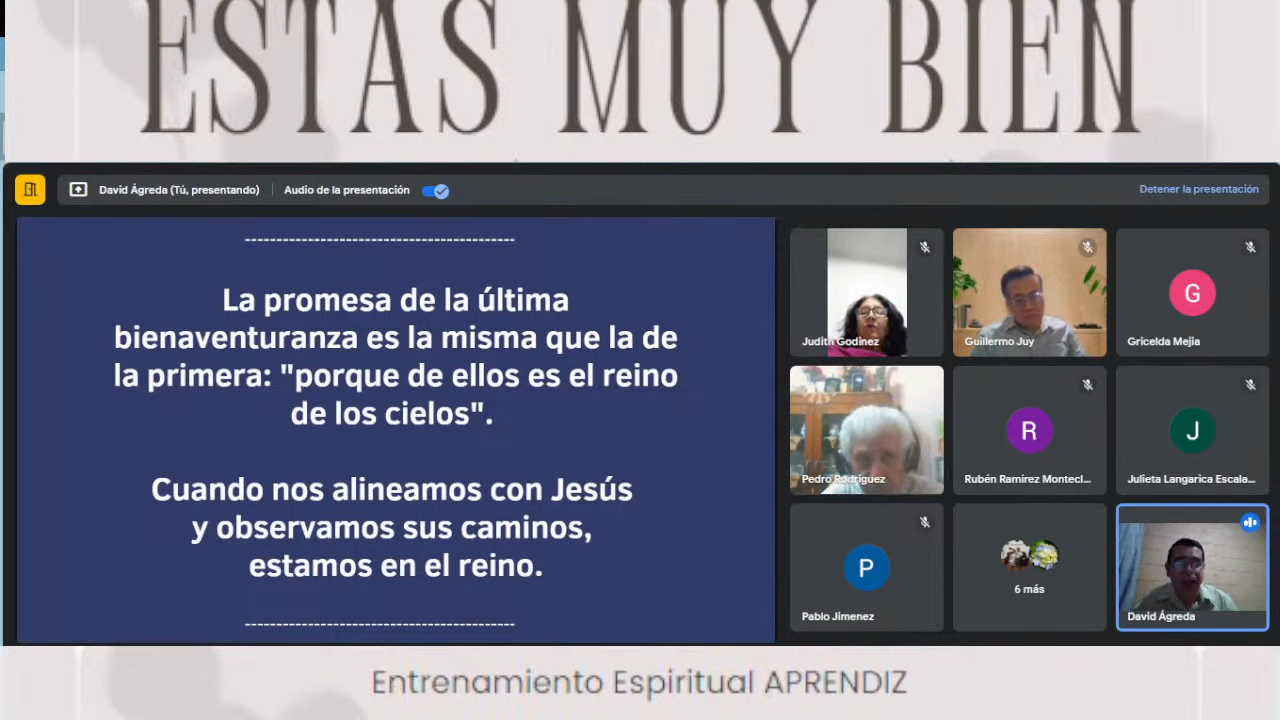 ESTAS MUY BIEN
David Ágreda (Tú, presentando)
Audio de la presentación
Detener la presentación
------------------------------------------
La promesa de la última
bienaventuranza es la misma que la de
la primera: "porque de ellos es el reino
de los cielos".
Cuando nos alineamos con Jesús
y observamos sus caminos,
estamos en el reino.
------------------------------------------
Judith Godinez
Guillermo Juy
G
Gricelda Mejia
Pedro Rodriguez
R
Rubén Ramírez Montecl...
J
Julieta Langarica Escala...
P
Pablo Jimenez
6 más
David Ágreda
Entrenamiento Espiritual APRENDIZ